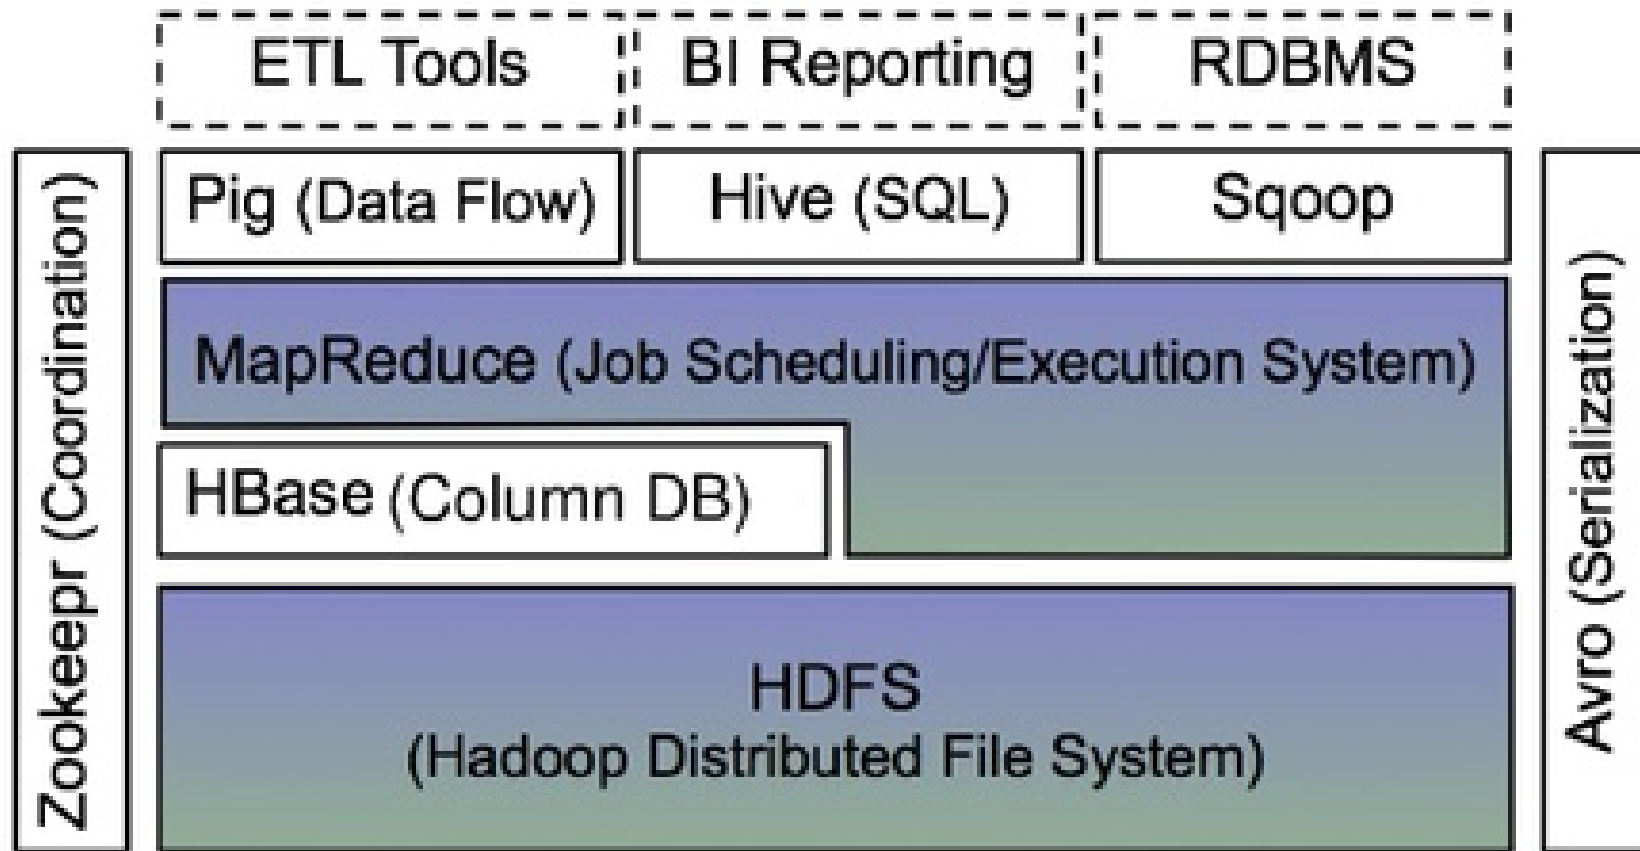 ETL Tools
BI Reporting
RDBMS
Pig (Data Flow)
Hive (SQL)
Sqoop
MapReduce (Job Scheduling/Execution System)
HBase (Column DB)
HDFS
(Hadoop Distributed File System)
Zookeepr (Coordination)
Avro (Serialization)